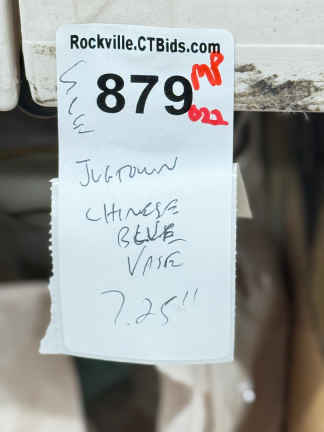 Rockville.CTBids.com
879
MP
022
JUGTOWN
CHINESE
BLUE
VASE
7.25"